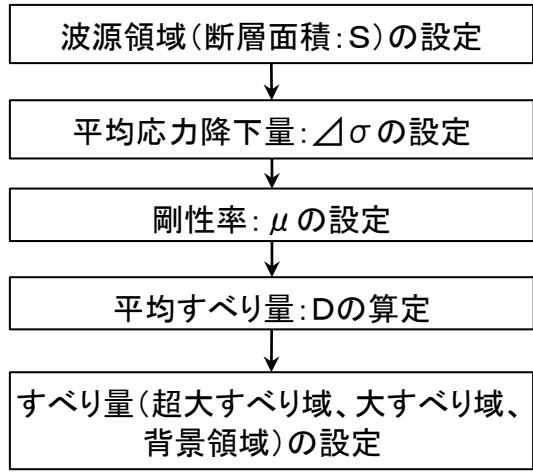 波源領域(断層面積:S)の設定
平均応力降下量:⊿σの設定
剛性率:μの設定
平均すべり量:Dの算定
すべり量(超大すべり域、大すべり域、
背景領域)の設定